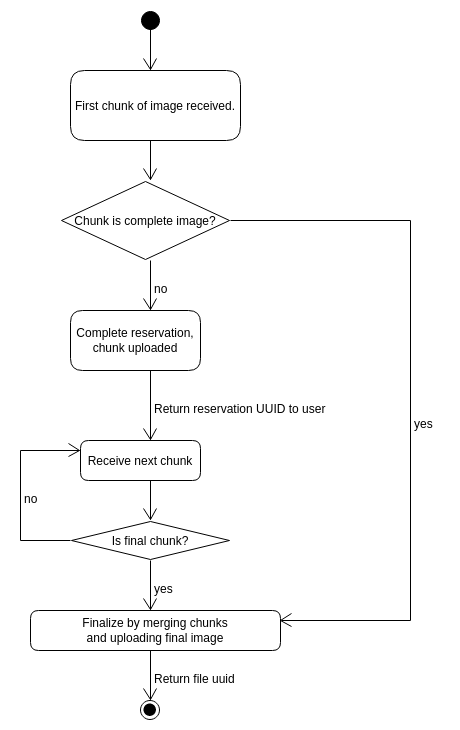 First chunk of image received.
Chunk is complete image?
no
Complete reservation,
chunk uploaded
Return reservation UUID to user
yes
Receive next chunk
no
Is final chunk?
yes
Finalize by merging chunks
and uploading final image
Return file uuid